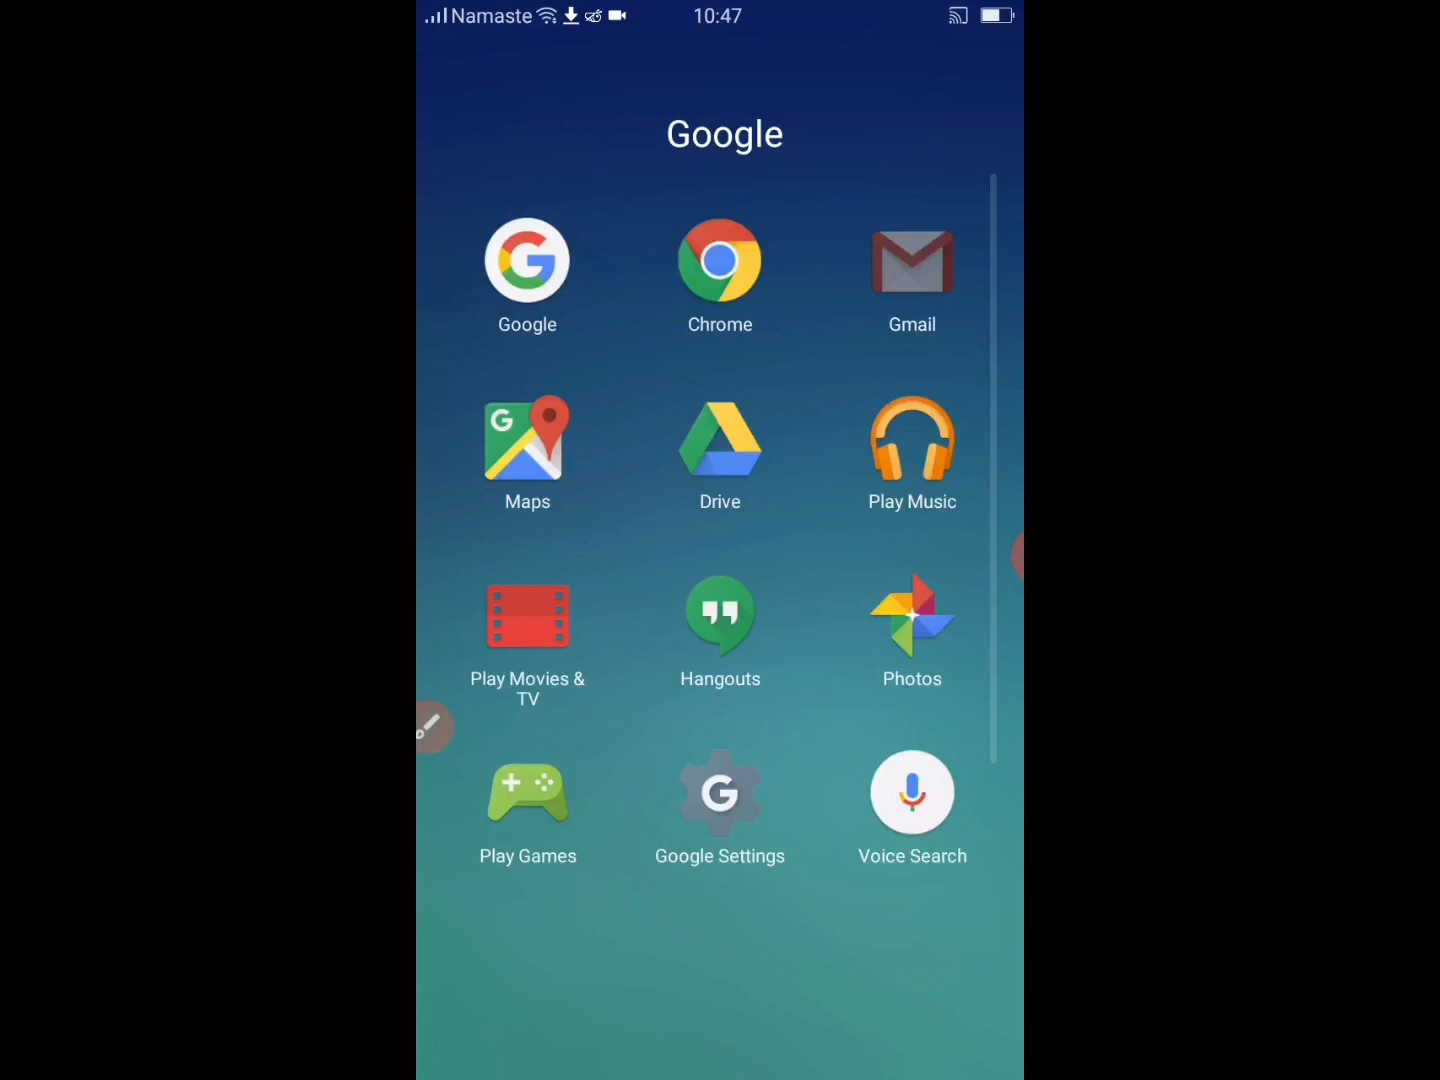 Namaste 10:47
Google
Google Chrome Gmail
Maps Drive Play Music
Play Movies & Hangouts Photos
TV
Play Games Google Settings Voice Search